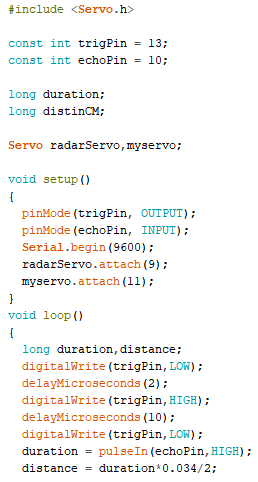 #include <Servo.h>

const int trigPin = 13;
const int echoPin = 10;

long duration;
long distinCM;

Servo radarServo,myservo;

void setup()
{
  pinMode(trigPin, OUTPUT);
  pinMode(echoPin, INPUT);
  Serial.begin(9600);
  radarServo.attach(9);
  myservo.attach(11);
}
void loop()
{
  long duration,distance;
  digitalWrite(trigPin,LOW);
  delayMicroseconds(2);
  digitalWrite(trigPin,HIGH);
  delayMicroseconds(10);
  digitalWrite(trigPin,LOW);
  duration = pulseIn(echoPin,HIGH);
  distance = duration*0.034/2;